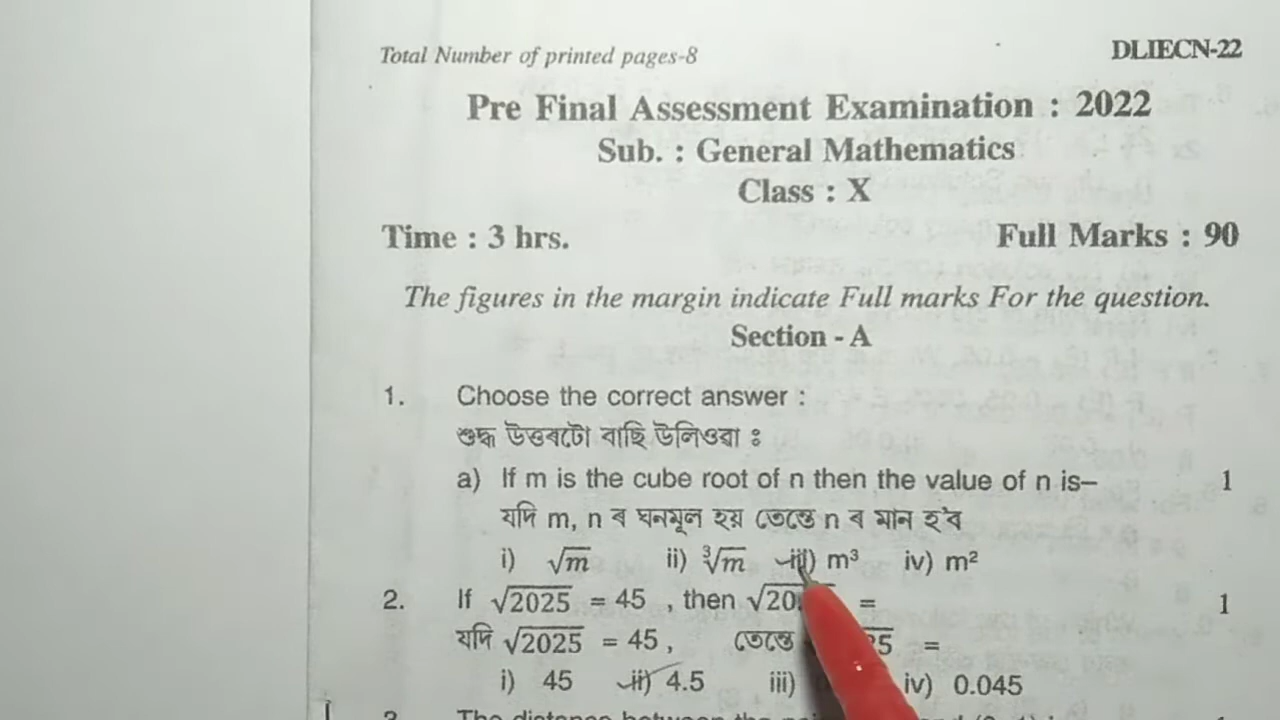 Total Number of printed pages-8 DLIECN-22
Pre Final Assessment Examination : 2022
Sub. : General Mathematics
Class : X
Time : 3 hrs. Full Marks : 90
The figures in the margin indicate Full marks For the question.
Section - A
1. Choose the correct answer :
শুদ্ধ উত্তৰটো বাছি উলিওৱা ঃ
a) If m is the cube root of n then the value of n is– 1
যদি m, n ৰ ঘনমূল হয় তেন্তে n ৰ মান হ'ব
i) √m ii) ∛m iii) m³ iv) m²
2. If √2025 = 45 , then = 1
যদি √2025 = 45 , তেন্তে =
i) 45 ii) 4.5 iii) iv) 0.045